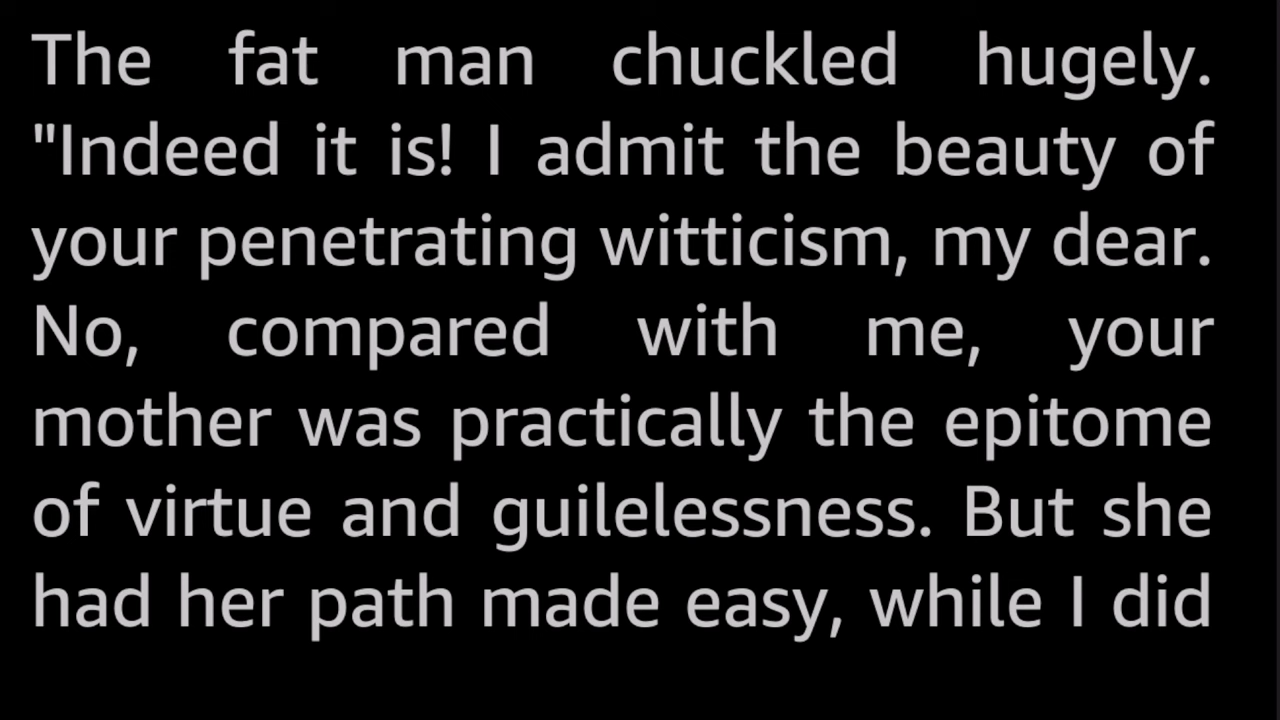 The fat man chuckled hugely.
"Indeed it is! I admit the beauty of
your penetrating witticism, my dear.
No, compared with me, your
mother was practically the epitome
of virtue and guilelessness. But she
had her path made easy, while I did